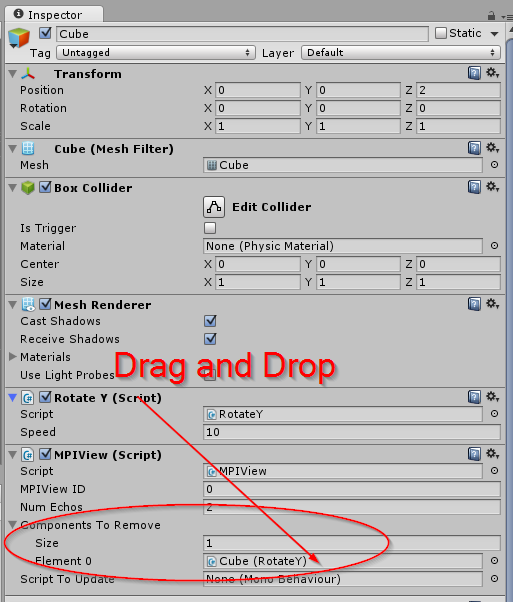 Inspector
Cube Static
Tag Untagged Layer Default
Transform
Position X 0 Y 0 Z 2
Rotation X 0 Y 0 Z 0
Scale X 1 Y 1 Z 1
Cube (Mesh Filter)
Mesh Cube
Box Collider
Edit Collider
Is Trigger
Material None (Physic Material)
Center X 0 Y 0 Z 0
Size X 1 Y 1 Z 1
Mesh Renderer
Cast Shadows
Receive Shadows
Materials
Use Light Probes
Drag and Drop
Rotate Y (Script)
Script RotateY
Speed 10
MPIView (Script)
Script MPIView
MPIView ID 0
Num Echos 2
Components To Remove
Size 1
Element 0 Cube (RotateY)
Script To Update None (Mono Behaviour)